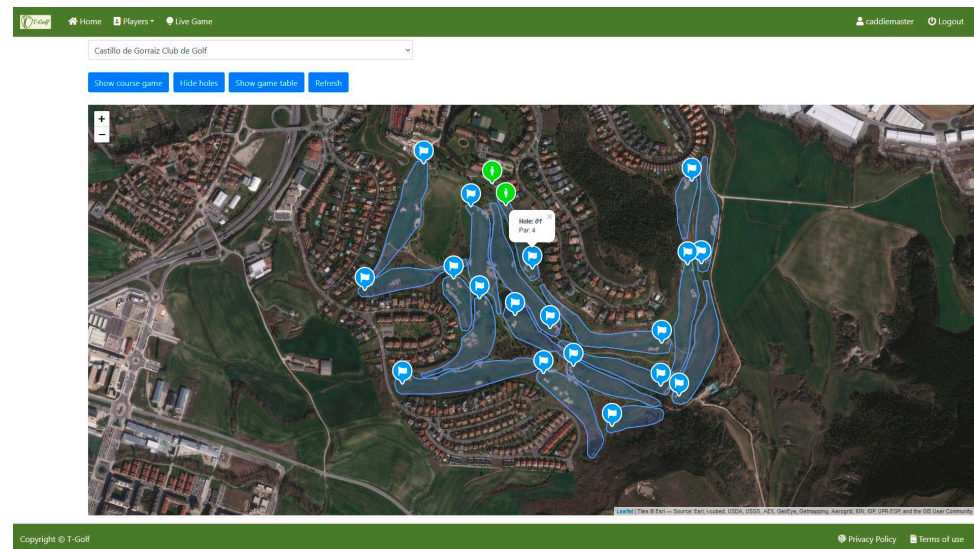 T-Golf
Home Players Live Game caddiemaster Logout
Castillo de Gorraiz Club de Golf
Show course game Hide holes Show game table Refresh
+
−
Hole: 01 ×
Par: 4
Leaflet | Tiles © Esri — Source: Esri, i-cubed, USDA, USGS, AEX, GeoEye, Getmapping, Aerogrid, IGN, IGP, UPR-EGP, and the GIS User Community
Copyright © T-Golf Privacy Policy Terms of use